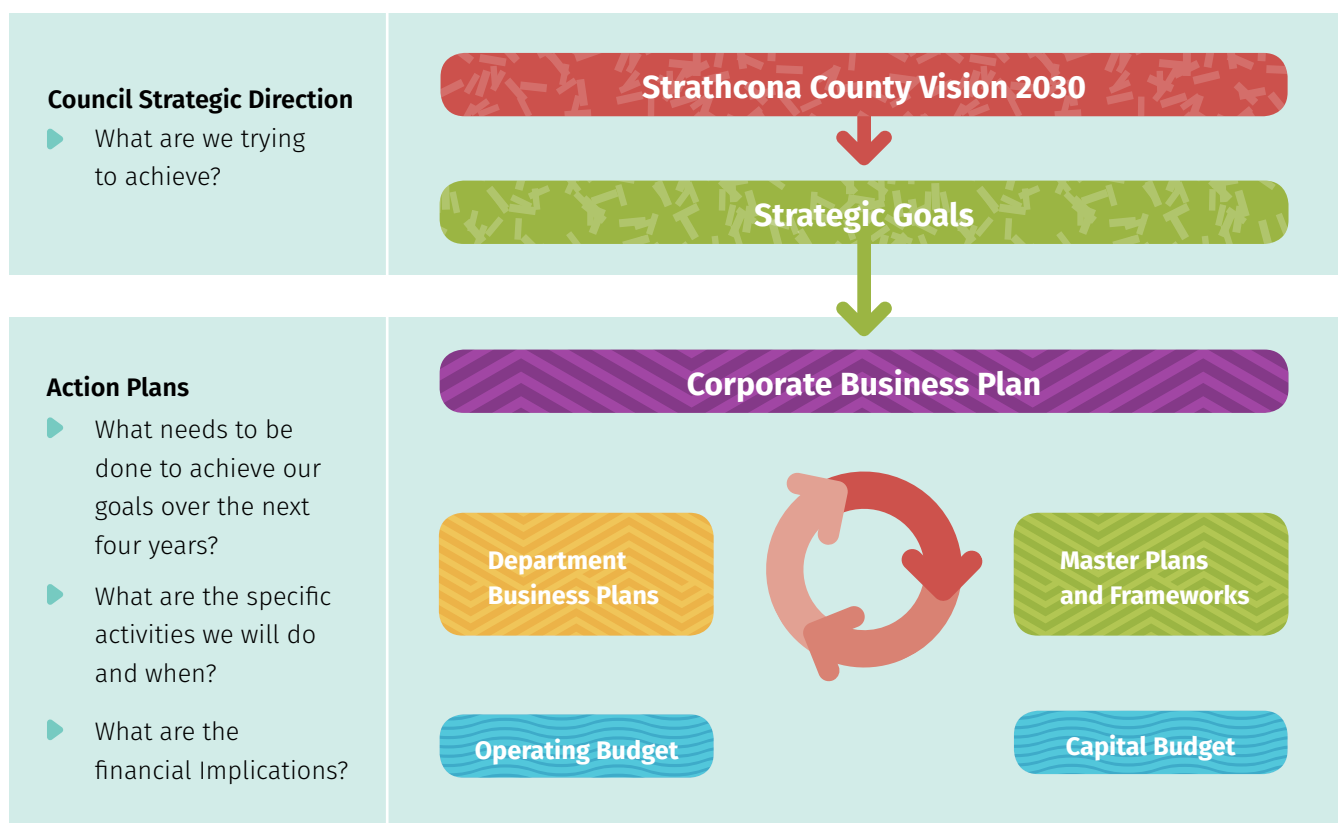 Council Strategic Direction
What are we trying
to achieve?
Strathcona County Vision 2030
Strategic Goals
Action Plans
What needs to be
done to achieve our
goals over the next
four years?
What are the specific
activities we will do
and when?
What are the
financial Implications?
Corporate Business Plan
Department
Business Plans
Master Plans
and Frameworks
Operating Budget
Capital Budget